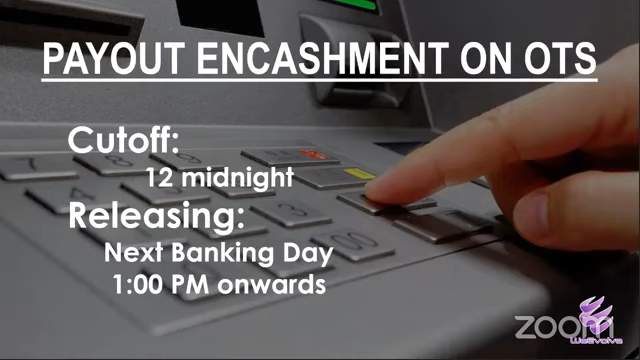 PAYOUT ENCASHMENT ON OTS
Cutoff:
12 midnight
Releasing:
Next Banking Day
1:00 PM onwards
zoom
WeEvolve